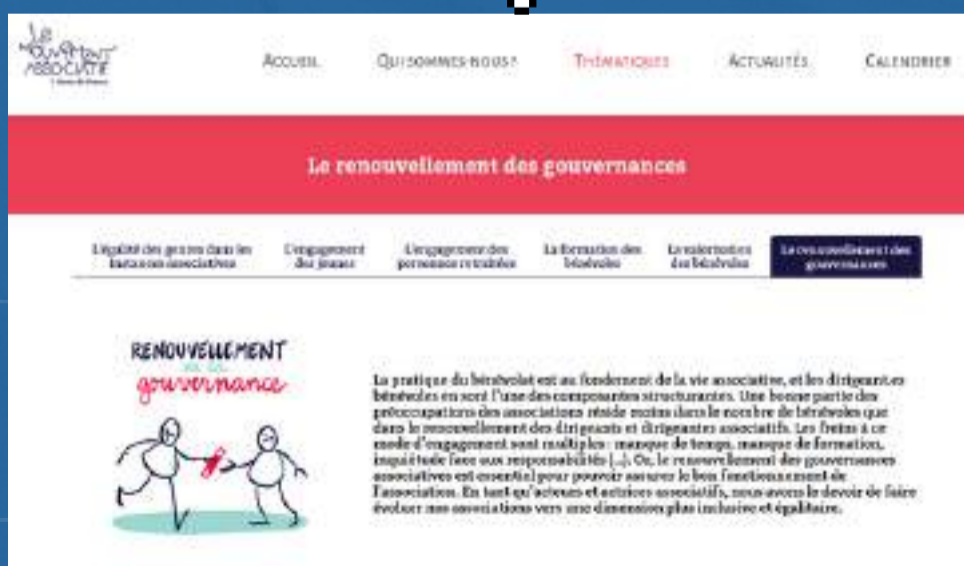 Le
MOUVEMENT
ASSOCIATIF
ACCUEIL
QUI SOMMES-NOUS?
THÉMATIQUES
ACTUALITÉS
CALENDRIER
Le renouvellement des gouvernances
L'égalité des genres dans les
instances associatives
L'engagement
des jeunes
L'engagement des
personnes retraitées
La formation des
bénévoles
La valorisation
des bénévoles
Le renouvellement des
gouvernances
RENOUVELLEMENT
de la
gouvernance
La pratique du bénévolat est au fondement de la vie associative, et les dirigeant.es
bénévoles en sont l'une des composantes structurantes. Une bonne partie des
préoccupations des associations réside moins dans le nombre de bénévoles que
dans le renouvellement des dirigeants et dirigeantes associatifs. Les freins à ce
mode d'engagement sont multiples : manque de temps, manque de formation,
inquiétude face aux responsabilités (...). Or, le renouvellement des gouvernances
associatives est essentiel pour pouvoir assurer le bon fonctionnement de
l'association. En tant qu'acteurs et actrices associatifs, nous avons le devoir de faire
évoluer nos associations vers une dimension plus inclusive et égalitaire.